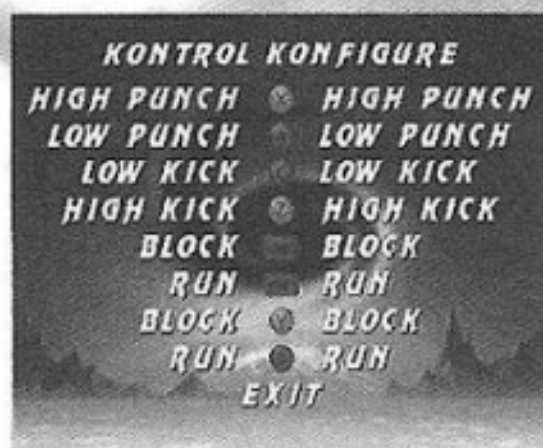 KONTROL KONFIGURE
HIGH PUNCH HIGH PUNCH
LOW PUNCH LOW PUNCH
LOW KICK LOW KICK
HIGH KICK HIGH KICK
BLOCK BLOCK
RUN RUN
BLOCK BLOCK
RUN RUN
EXIT